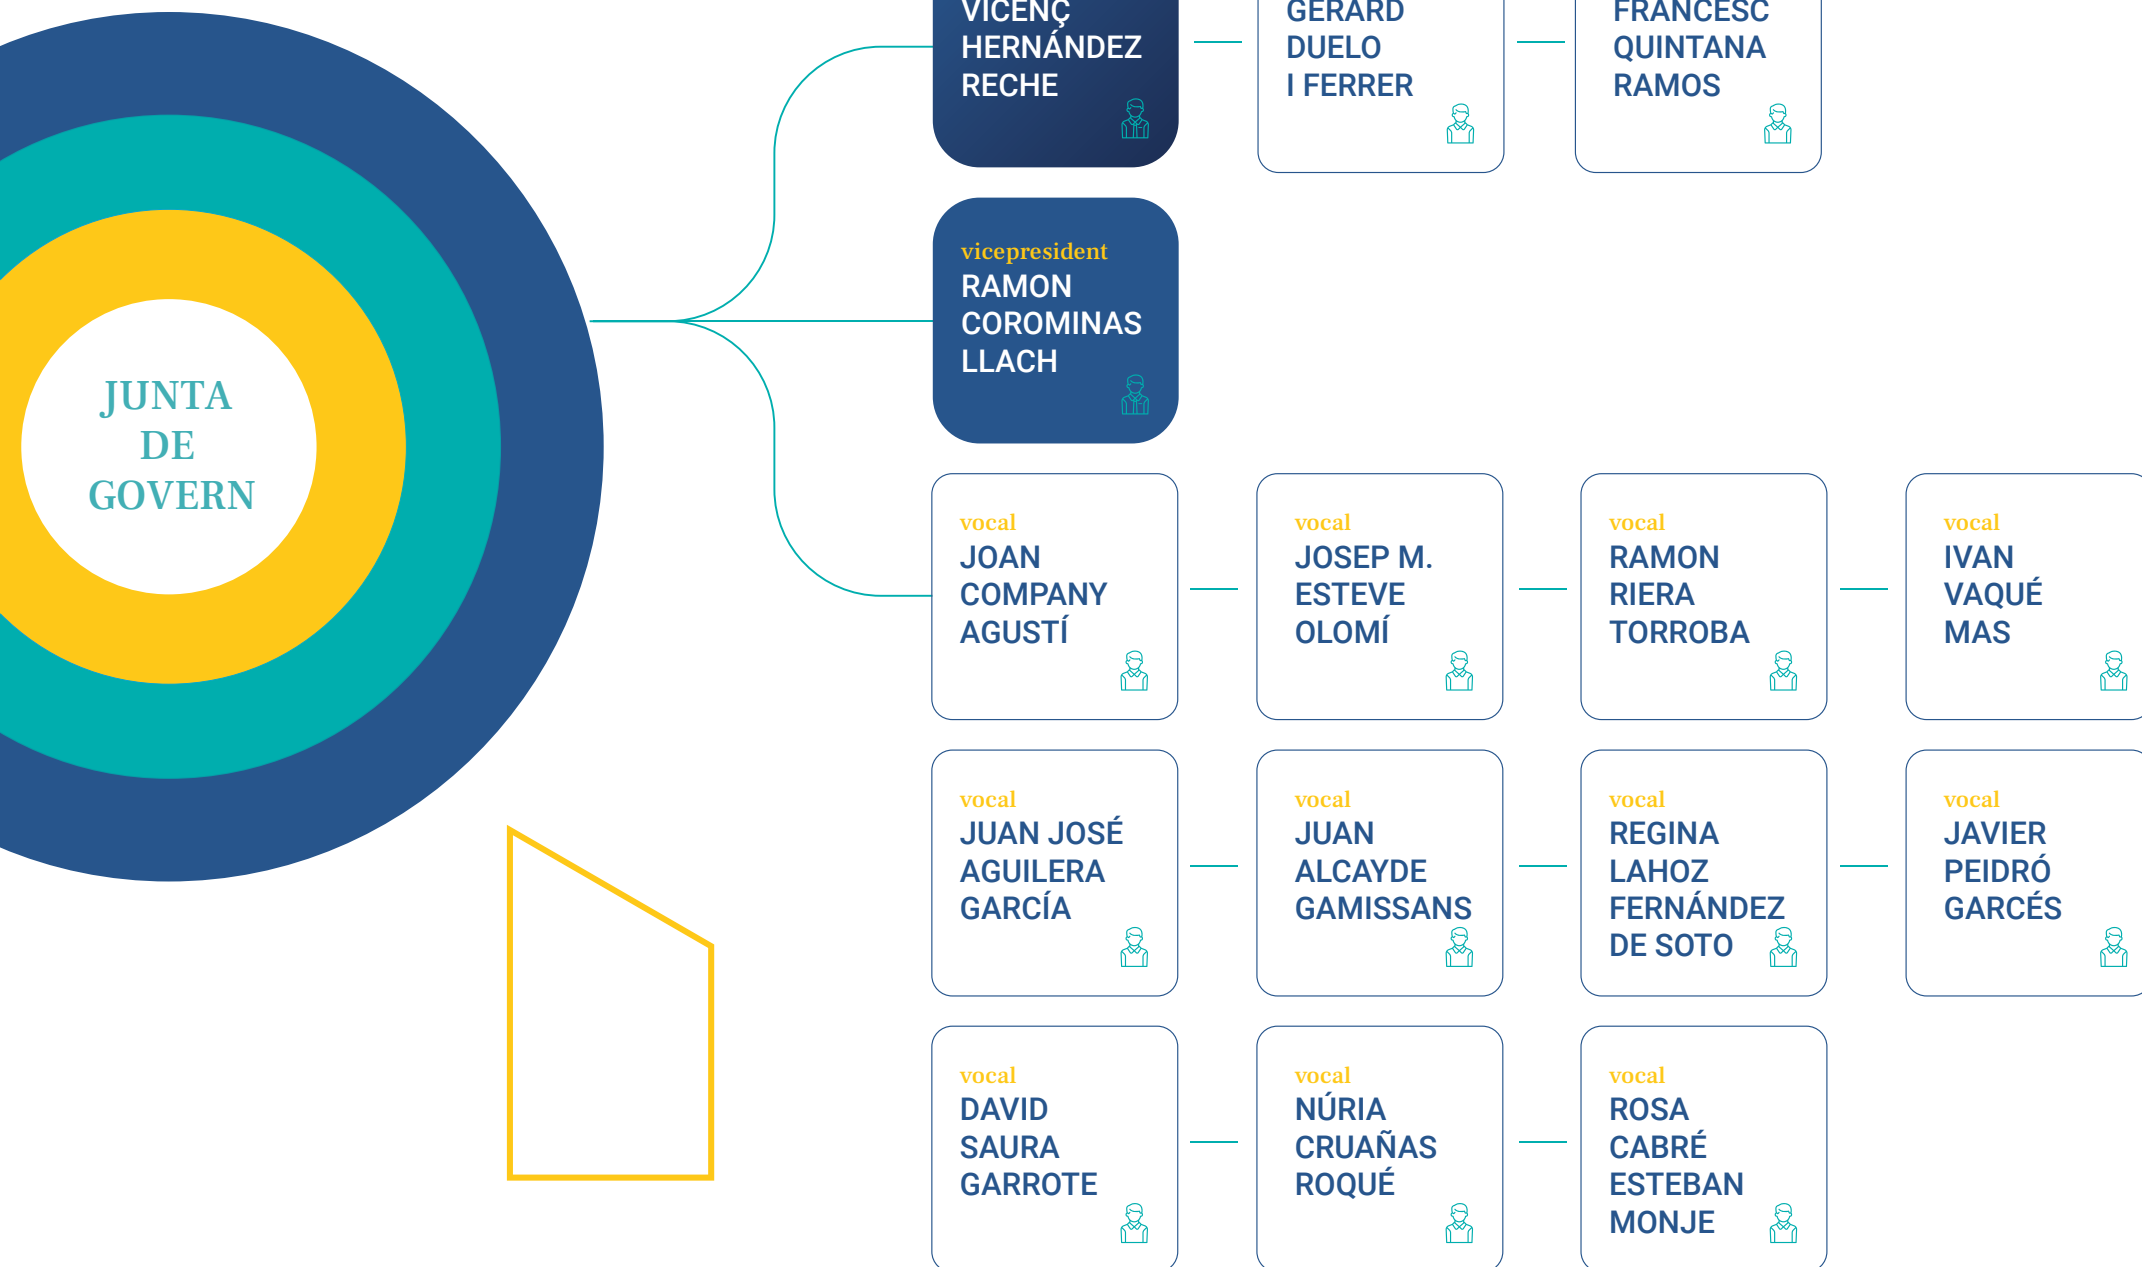 JUNTA
DE
GOVERN
VICENÇ
HERNÁNDEZ
RECHE
GERARD
DUELO
I FERRER
FRANCESC
QUINTANA
RAMOS
vicepresident
RAMON
COROMINAS
LLACH
vocal
JOAN
COMPANY
AGUSTÍ
vocal
JOSEP M.
ESTEVE
OLOMÍ
vocal
RAMON
RIERA
TORROBA
vocal
IVAN
VAQUÉ
MAS
vocal
JUAN JOSÉ
AGUILERA
GARCÍA
vocal
JUAN
ALCAYDE
GAMISSANS
vocal
REGINA
LAHOZ
FERNÁNDEZ
DE SOTO
vocal
JAVIER
PEIDRÓ
GARCÉS
vocal
DAVID
SAURA
GARROTE
vocal
NÚRIA
CRUAÑAS
ROQUÉ
vocal
ROSA
CABRÉ
ESTEBAN
MONJE